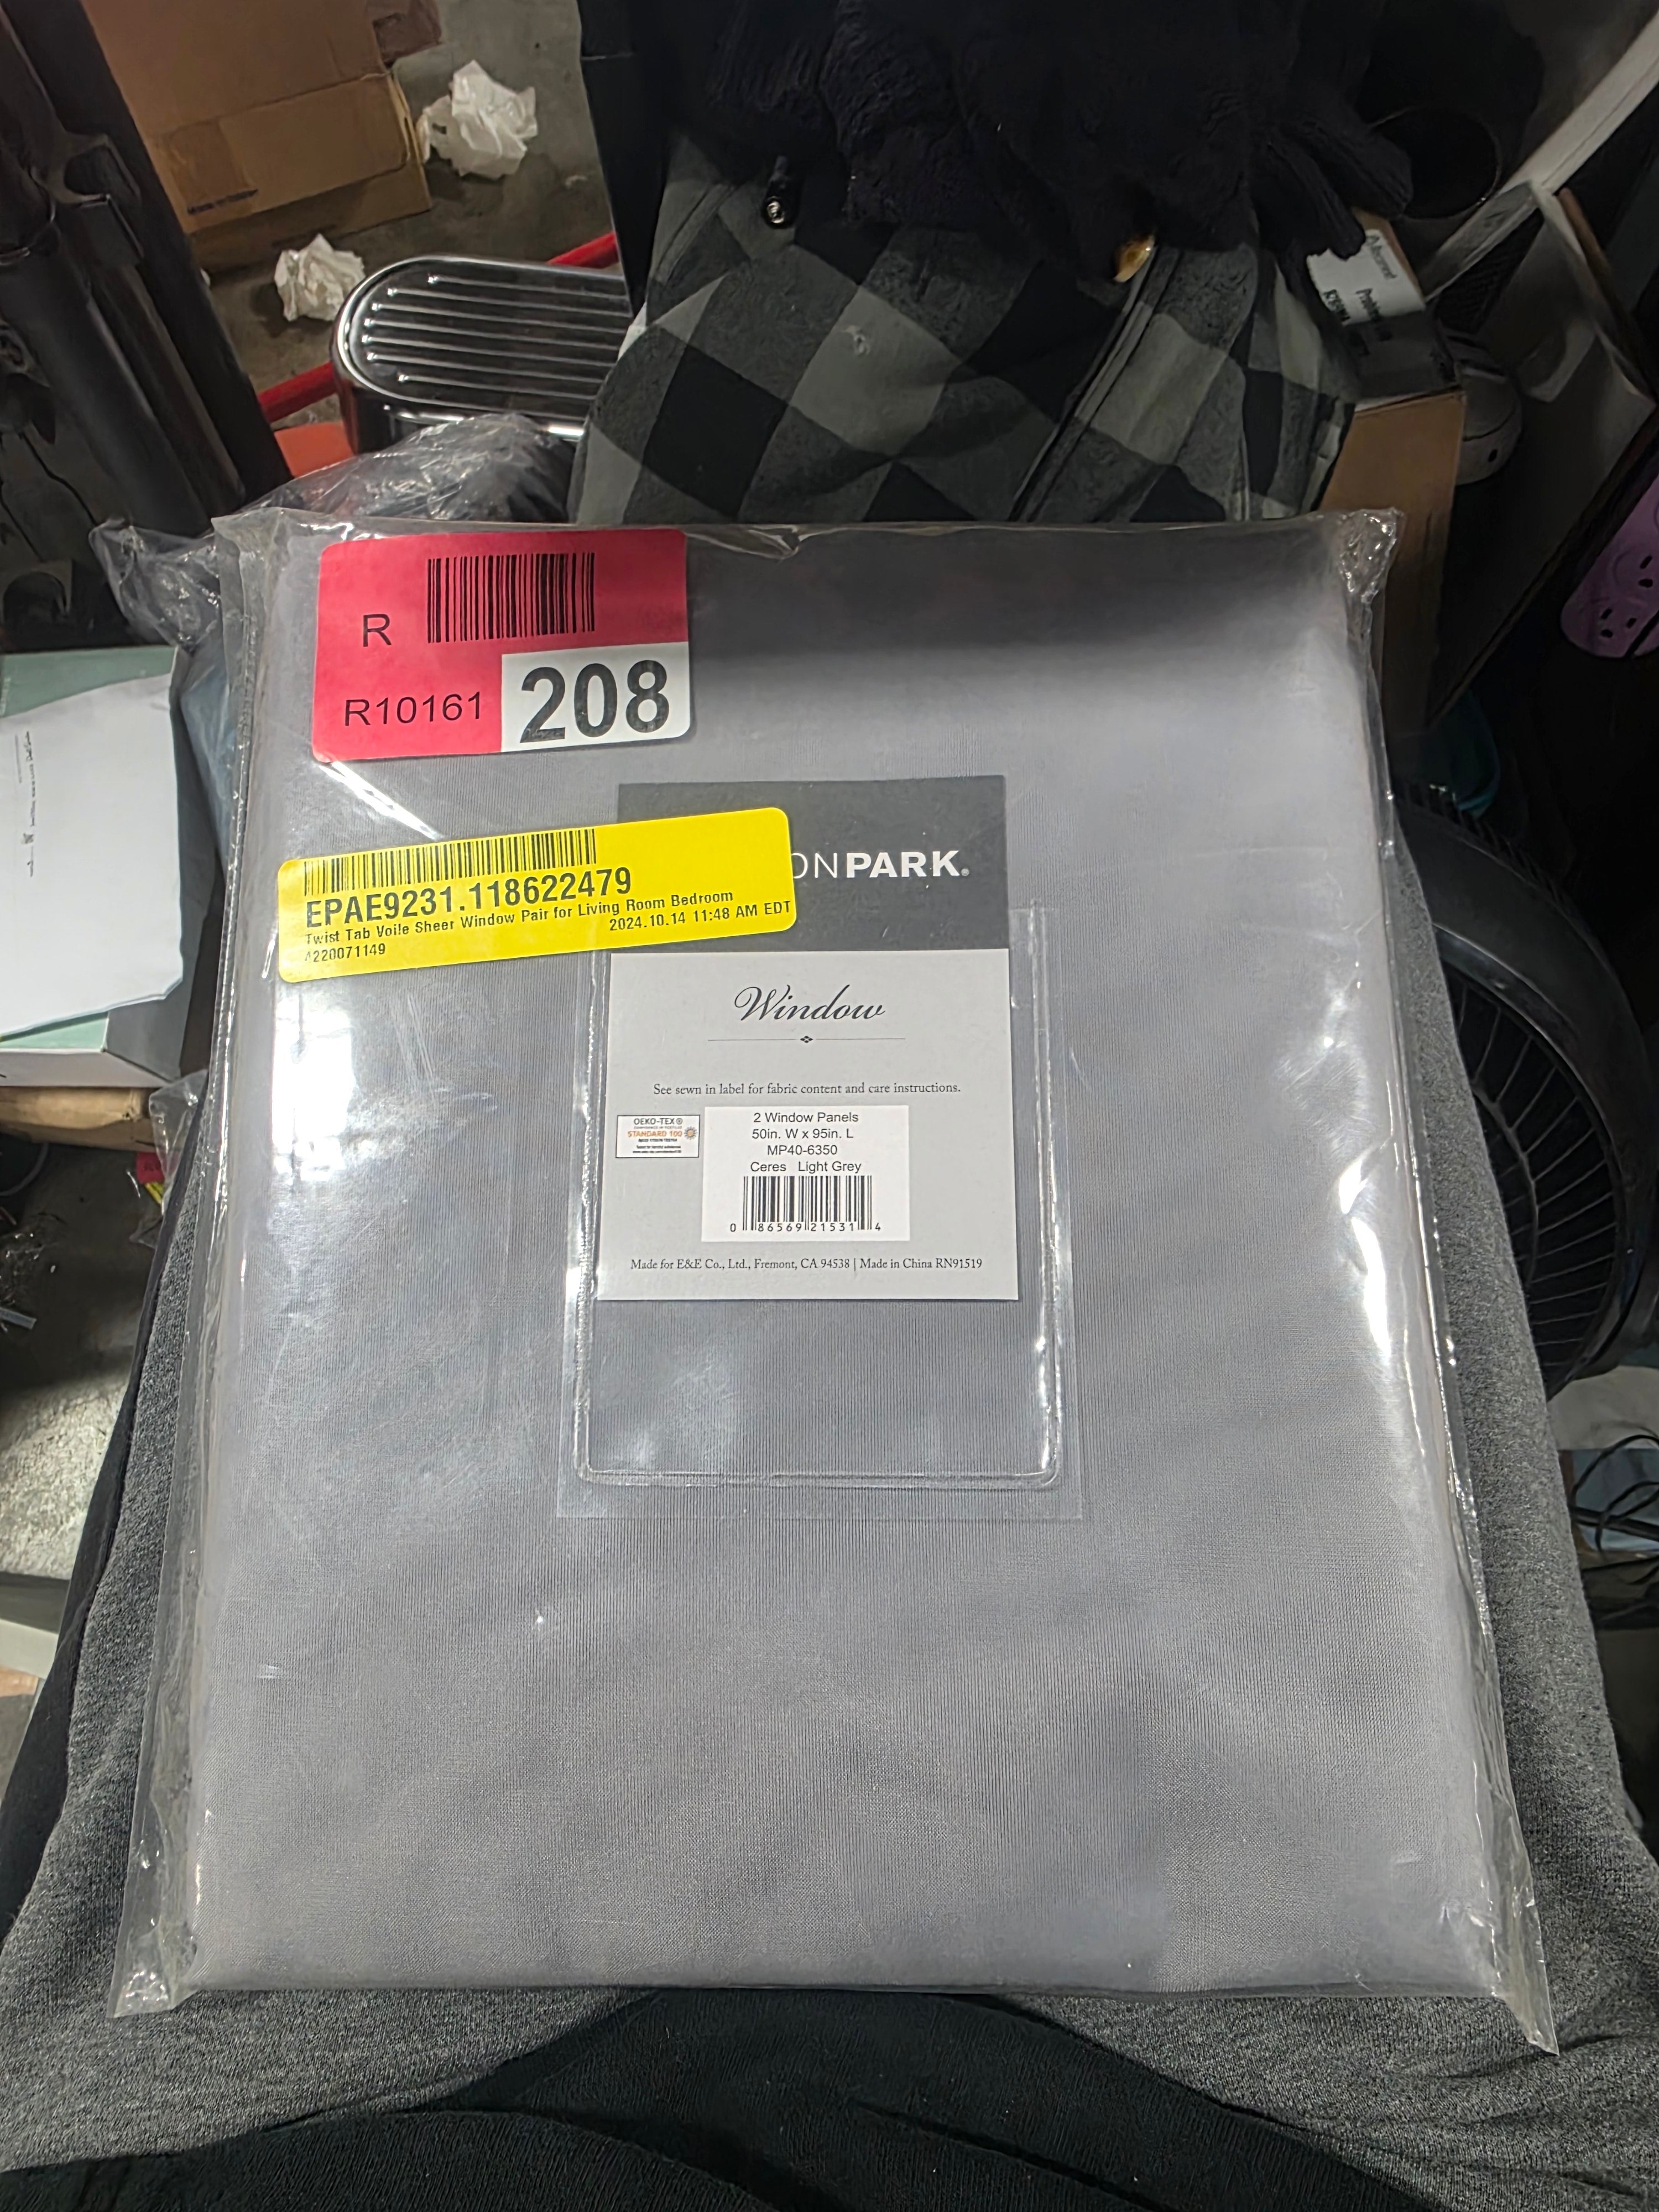 R
R10161
208
ONPARK®
EPAE9231.118622479
Twist Tab Voile Sheer Window Pair for Living Room Bedroom
2024.10.14 11:48 AM EDT
A220071149
Window
See sewn in label for fabric content and care instructions.
OEKO-TEX®
STANDARD 100
2 Window Panels
50in. W x 95in. L
MP40-6350
Ceres Light Grey
0 86569 21531 4
Made for E&E Co., Ltd., Fremont, CA 94538 | Made in China RN91519